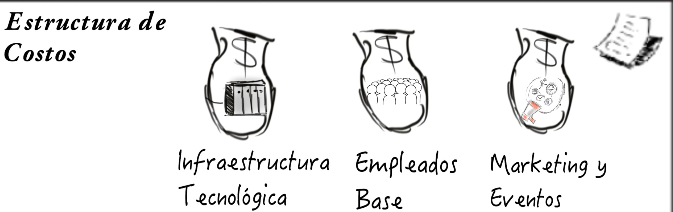 Estructura de
Costos
$ $ $
Infraestructura Empleados Marketing y
Tecnológica Base Eventos